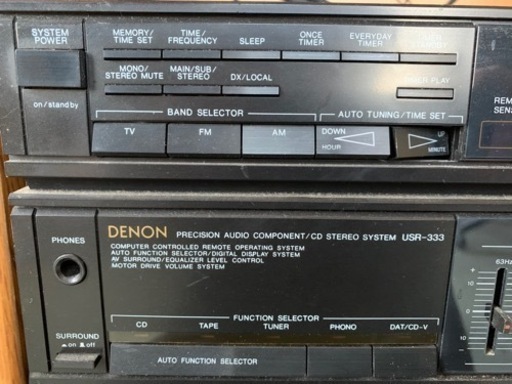 SYSTEM
POWER
on/standby
MEMORY/
TIME SET
TIME/
FREQUENCY
SLEEP
ONCE
TIMER
EVERYDAY
TIMER
MONO/
STEREO MUTE
MAIN/SUB/
STEREO
DX/LOCAL
TIMER PLAY
BAND SELECTOR
AUTO TUNING/TIME SET
REM
SENS
TV
FM
AM
DOWN
HOUR
UP
MINUTE
DENON PRECISION AUDIO COMPONENT/CD STEREO SYSTEM USR-333
COMPUTER CONTROLLED REMOTE OPERATING SYSTEM
AUTO FUNCTION SELECTOR/DIGITAL DISPLAY SYSTEM
AV SURROUND/EQUALIZER LEVEL CONTROL
MOTOR DRIVE VOLUME SYSTEM
PHONES
SURROUND
on off
FUNCTION SELECTOR
CD
TAPE
TUNER
PHONO
DAT/CD-V
AUTO FUNCTION SELECTOR
63Hz
+
10
0
10